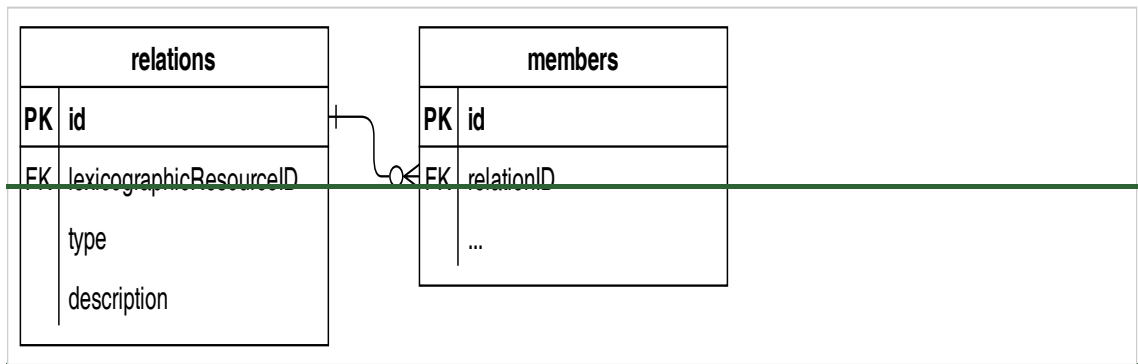 relations
PK id
FK lexicographicResourceID
type
description
members
PK id
FK relationID
...